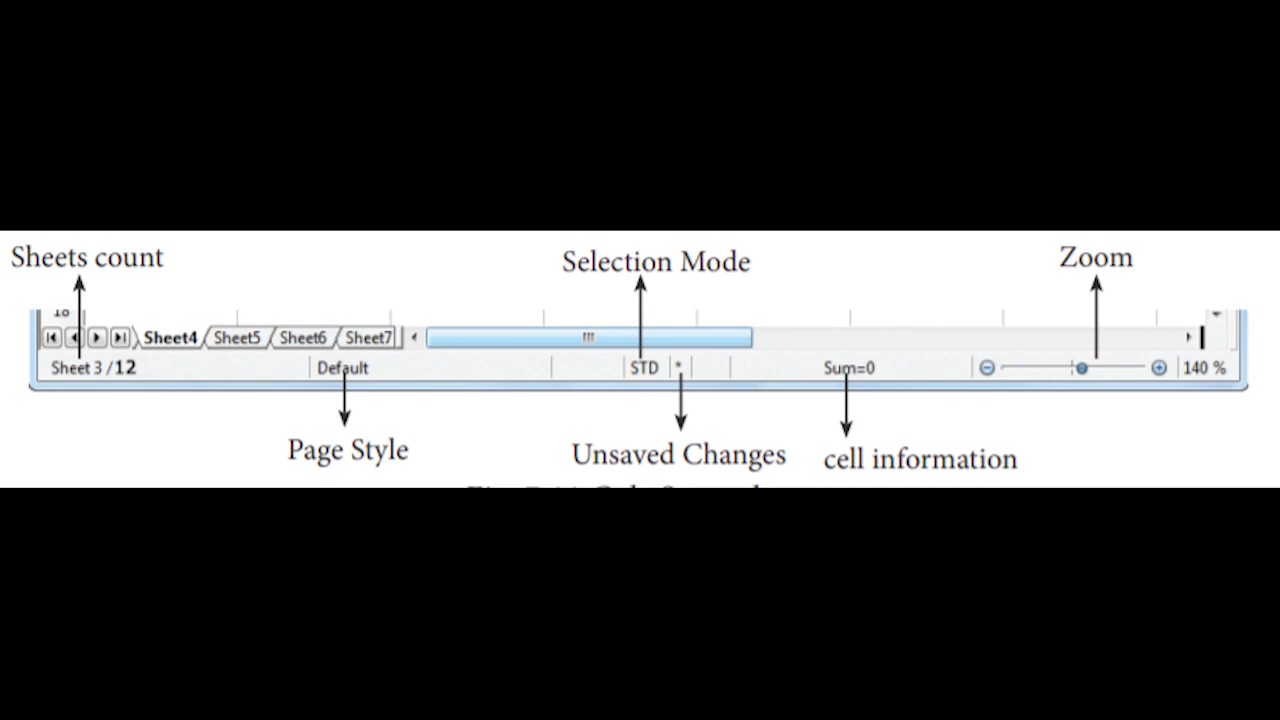 Sheets count
Selection Mode
Zoom
Sheet4 Sheet5 Sheet6 Sheet7
Sheet 3 / 12 Default STD * Sum=0 140 %
Page Style
Unsaved Changes
cell information